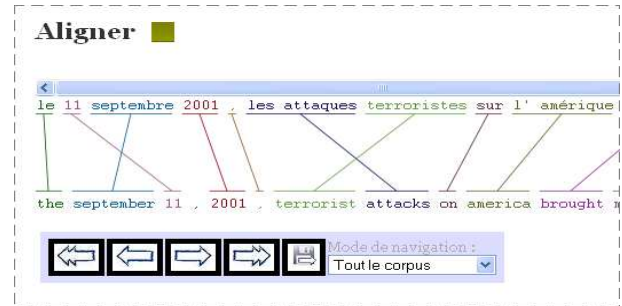 Aligner
le 11 septembre 2001 , les attaques terroristes sur l' amérique
the september 11 , 2001 , terrorist attacks on america brought
Mode de navigation :
Tout le corpus